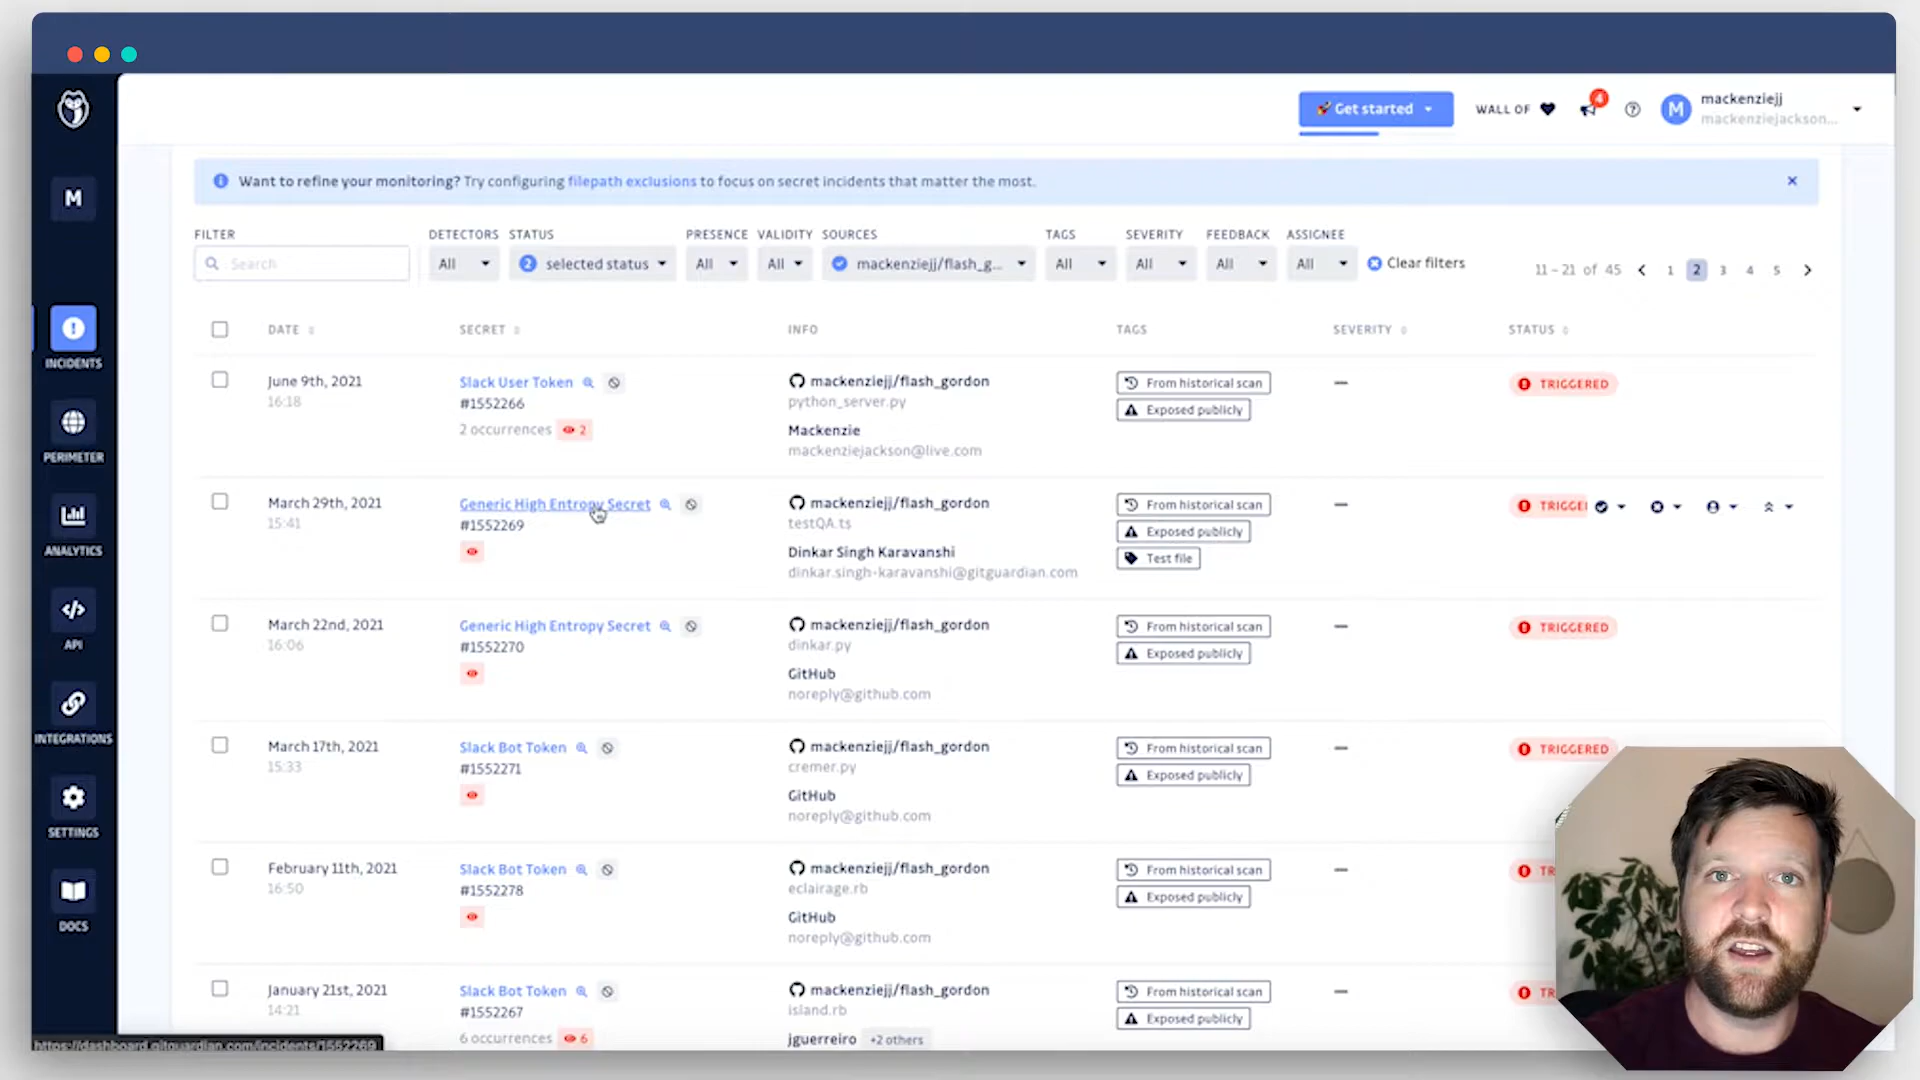 Get started
WALL OF
4
M
mackenziejj
mackenziejackson...
M
Want to refine your monitoring? Try configuring filepath exclusions to focus on secret incidents that matter the most.
FILTER
DETECTORS
STATUS
PRESENCE
VALIDITY
SOURCES
TAGS
SEVERITY
FEEDBACK
ASSIGNEE
Search
All
2 selected status
All
All
mackenziejj/flash_g...
All
All
All
All
Clear filters
11 - 21 of 45
1 2 3 4 5
INCIDENTS
PERIMETER
ANALYTICS
API
INTEGRATIONS
SETTINGS
DOCS
DATE
SECRET
INFO
TAGS
SEVERITY
STATUS
June 9th, 2021
16:18
Slack User Token
#1552266
2 occurrences 2
mackenziejj/flash_gordon
python_server.py
Mackenzie
mackenziejackson@live.com
From historical scan
Exposed publicly
—
TRIGGERED
March 29th, 2021
15:41
Generic High Entropy Secret
#1552269
mackenziejj/flash_gordon
testQA.ts
Dinkar Singh Karavanshi
dinkar.singh-karavanshi@gitguardian.com
From historical scan
Exposed publicly
Test file
—
TRIGGE
March 22nd, 2021
16:06
Generic High Entropy Secret
#1552270
mackenziejj/flash_gordon
dinkar.py
GitHub
noreply@github.com
From historical scan
Exposed publicly
—
TRIGGERED
March 17th, 2021
15:33
Slack Bot Token
#1552271
mackenziejj/flash_gordon
cremer.py
GitHub
noreply@github.com
From historical scan
Exposed publicly
—
TRIGGERED
February 11th, 2021
16:50
Slack Bot Token
#1552278
mackenziejj/flash_gordon
eclairage.rb
GitHub
noreply@github.com
From historical scan
Exposed publicly
—
TR
January 21st, 2021
14:21
Slack Bot Token
#1552267
6 occurrences 6
mackenziejj/flash_gordon
island.rb
jguerreiro +2 others
From historical scan
Exposed publicly
—
TR
https://dashboard.gitguardian.com/incidents/1552269